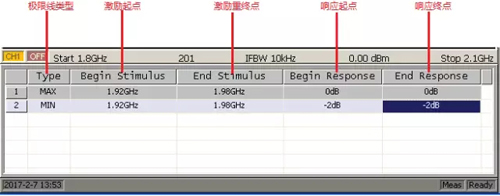 极限线类型 激励起点 激励量终点 响应起点 响应终点
CH1 OFF Start 1.8GHz 201 IFBW 10kHz 0.00 dBm Stop 2.1GHz
Type Begin Stimulus End Stimulus Begin Response End Response
1 MAX 1.92GHz 1.98GHz 0dB 0dB
2 MIN 1.92GHz 1.98GHz -2dB -2dB
2017-2-7 13:53 Meas Ready